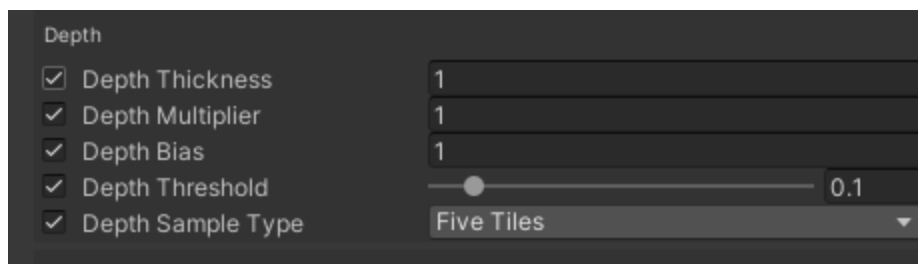 Depth
Depth Thickness 1
Depth Multiplier 1
Depth Bias 1
Depth Threshold 0.1
Depth Sample Type Five Tiles